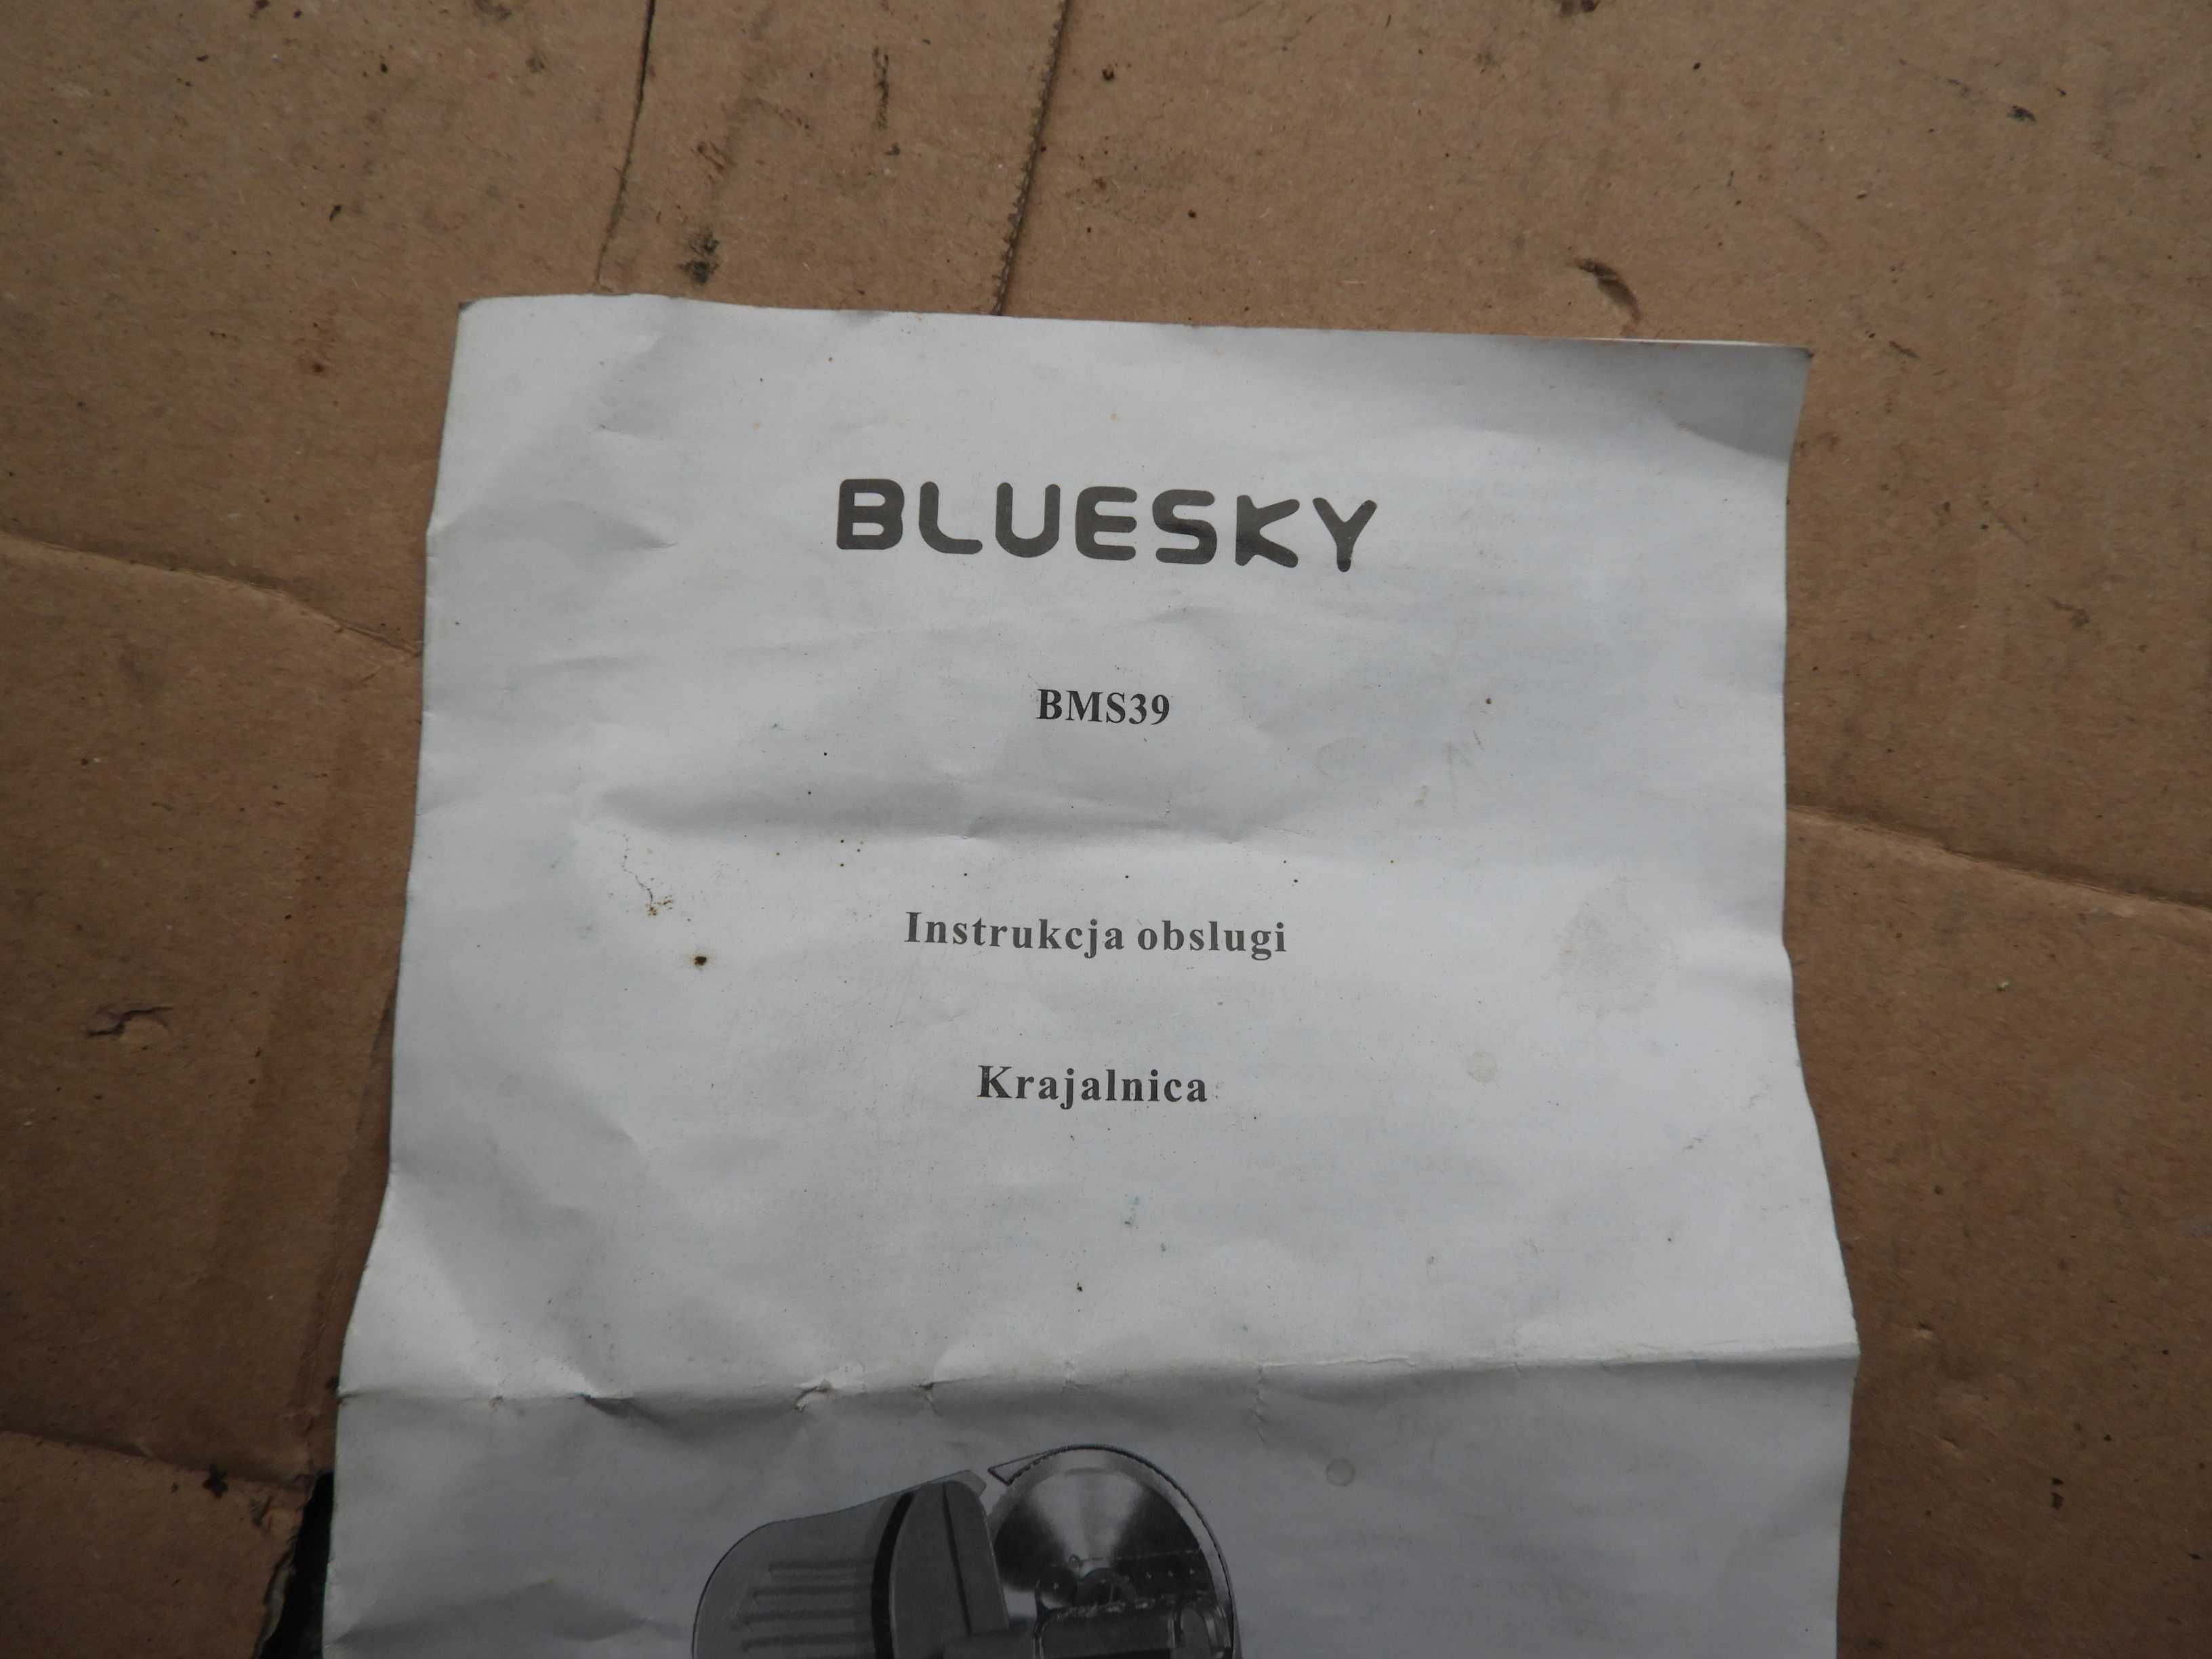 BLUESKY
BMS39
Instrukcja obslugi
Krajalnica